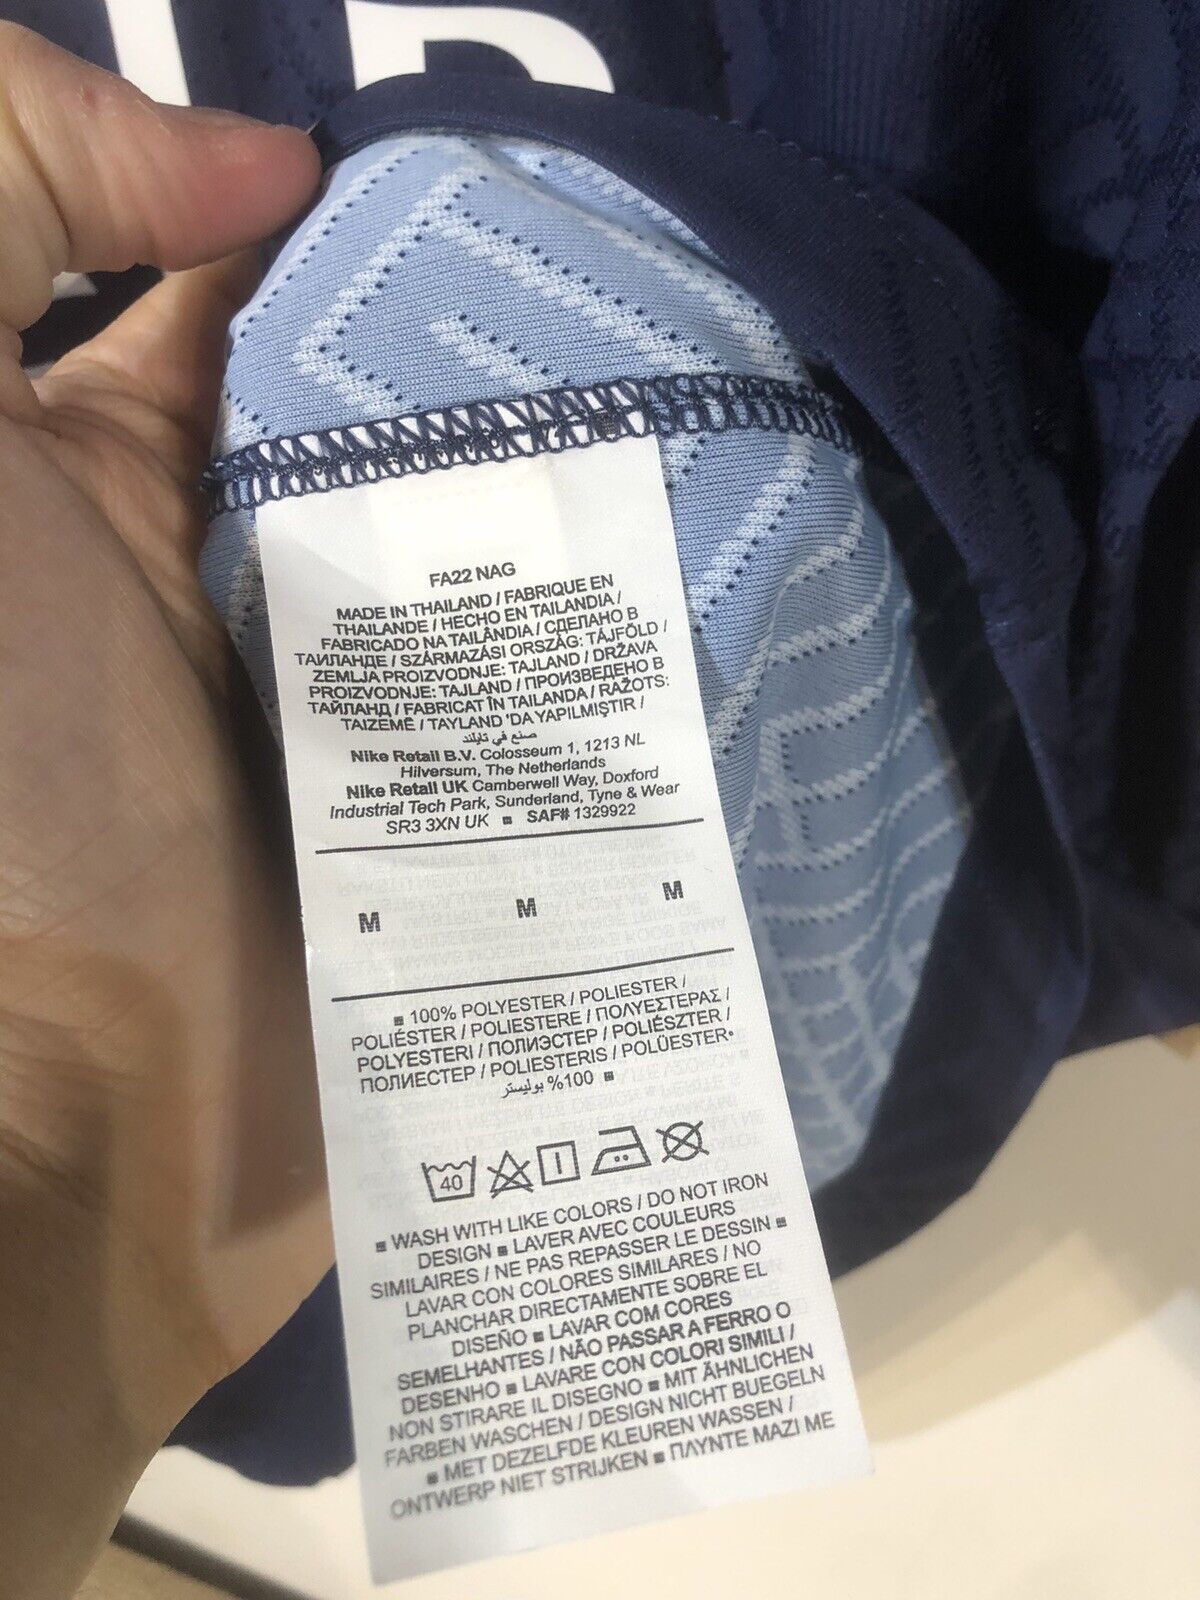 FA22 NAG
MADE IN THAILAND / FABRIQUE EN
THAILANDE / HECHO EN TAILANDIA /
FABRICADO NA TAILÂNDIA / СДЕЛАНО В
ТАИЛАНДЕ / SZÁRMAZÁSI ORSZÁG: TÁJFÖLD /
ZEMLJA PROIZVODNJE: TAJLAND / DRŽAVA
PROIZVODNJE: TAJLAND / ПРОИЗВЕДЕНО В
ТАЙЛАНД / FABRICAT ÎN TAILANDA / RAŽOTS:
TAIZEMĒ / TAYLAND 'DA YAPILMIŞTIR /
صنع في تايلند
Nike Retail B.V. Colosseum 1, 1213 NL
Hilversum, The Netherlands
Nike Retail UK Camberwell Way, Doxford
Industrial Tech Park, Sunderland, Tyne & Wear
SR3 3XN UK SAF# 1329922
M M M
100% POLYESTER / POLIESTER /
POLIÉSTER / POLIESTERE / ΠΟΛΥΕΣΤΕΡΑΣ /
POLYESTERI / ПОЛИЭСТЕР / POLIÉSZTER /
ПОЛИЕСТЕР / POLIESTERIS / POLÜESTER
100% بوليستر
40
WASH WITH LIKE COLORS / DO NOT IRON
DESIGN LAVER AVEC COULEURS
SIMILAIRES / NE PAS REPASSER LE DESSIN
LAVAR CON COLORES SIMILARES / NO
PLANCHAR DIRECTAMENTE SOBRE EL
DISEÑO LAVAR COM CORES
SEMELHANTES / NÃO PASSAR A FERRO O
DESENHO LAVARE CON COLORI SIMILI /
NON STIRARE IL DISEGNO MIT ÄHNLICHEN
FARBEN WASCHEN / DESIGN NICHT BUEGELN
MET DEZELFDE KLEUREN WASSEN /
ONTWERP NIET STRIJKEN ΠΛΥΝΤΕ ΜΑΖΙ ΜΕ